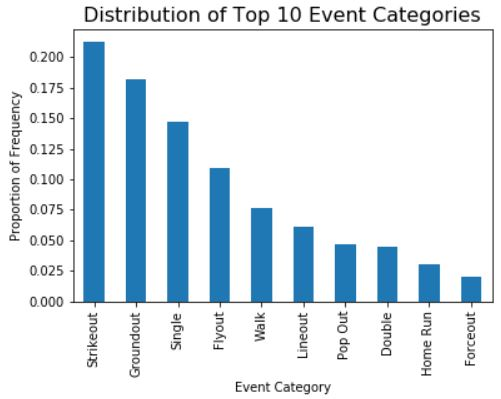 Distribution of Top 10 Event Categories
Proportion of Frequency
0.200
0.175
0.150
0.125
0.100
0.075
0.050
0.025
0.000
Strikeout
Groundout
Single
Flyout
Walk
Lineout
Pop Out
Double
Home Run
Forceout
Event Category